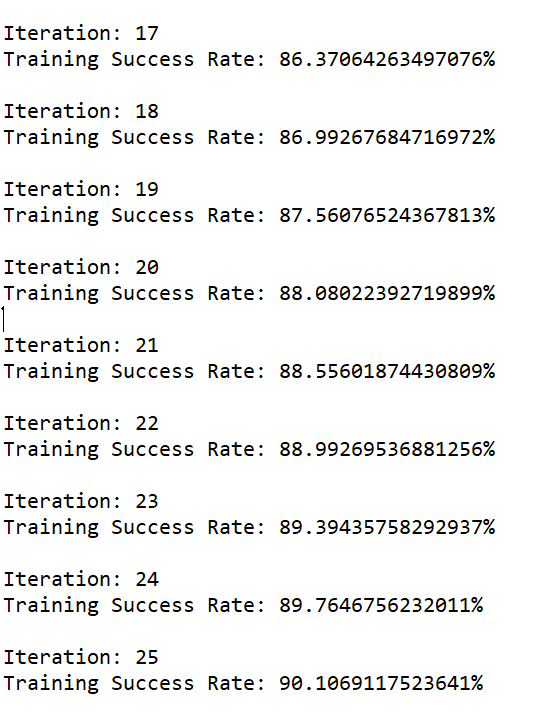 Iteration: 17
Training Success Rate: 86.37064263497076%
Iteration: 18
Training Success Rate: 86.99267684716972%
Iteration: 19
Training Success Rate: 87.56076524367813%
Iteration: 20
Training Success Rate: 88.08022392719899%
Iteration: 21
Training Success Rate: 88.55601874430809%
Iteration: 22
Training Success Rate: 88.99269536881256%
Iteration: 23
Training Success Rate: 89.39435758292937%
Iteration: 24
Training Success Rate: 89.7646756232011%
Iteration: 25
Training Success Rate: 90.1069117523641%